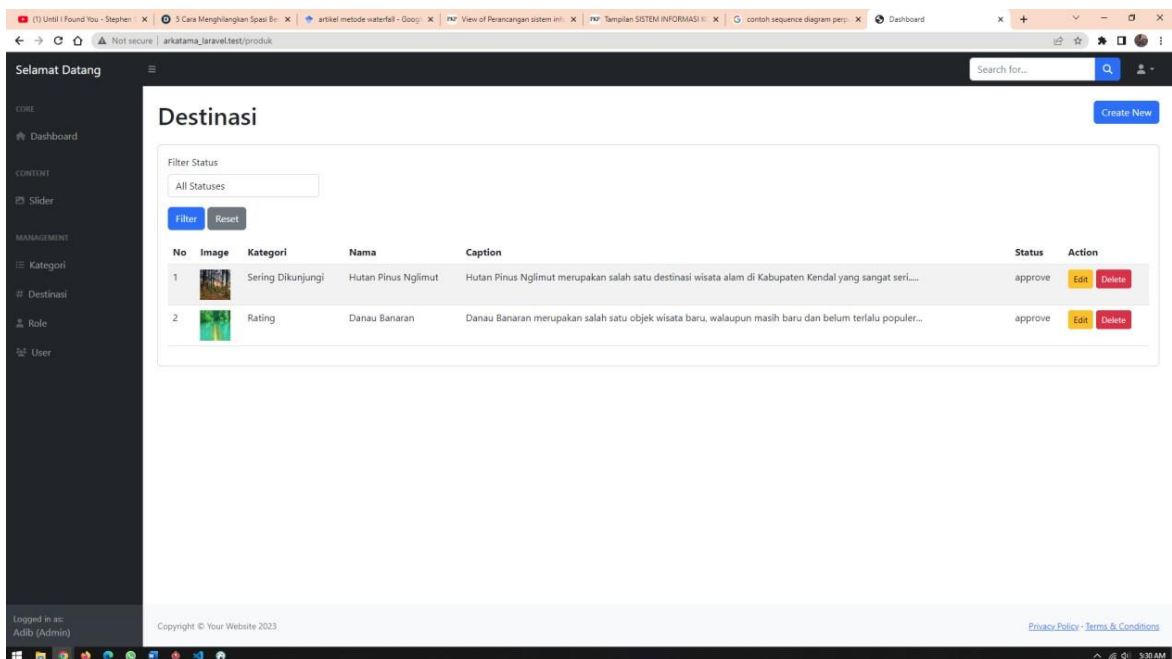 (1) Until I Found You - Stephen
5 Cara Menghilangkan Spasi Be
artikel metode waterfall - Goog
View of Perancangan sistem inf
Tampilan SISTEM INFORMASI
contoh sequence diagram perp
Dashboard
Not secure | arkatama_laravel.test/produk
Selamat Datang
Search for...
CORE
Dashboard
CONTENT
Slider
MANAGEMENT
Kategori
Destinasi
Role
User
Destinasi
Create New
Filter Status
All Statuses
Filter Reset
No Image Kategori Nama Caption Status Action
1 Sering Dikunjungi Hutan Pinus Nglimut Hutan Pinus Nglimut merupakan salah satu destinasi wisata alam di Kabupaten Kendal yang sangat seri..... approve Edit Delete
2 Rating Danau Banaran Danau Banaran merupakan salah satu objek wisata baru, walaupun masih baru dan belum terlalu populer... approve Edit Delete
Logged in as:
Adib (Admin)
Copyright © Your Website 2023
Privacy Policy · Terms & Conditions
5:30 AM